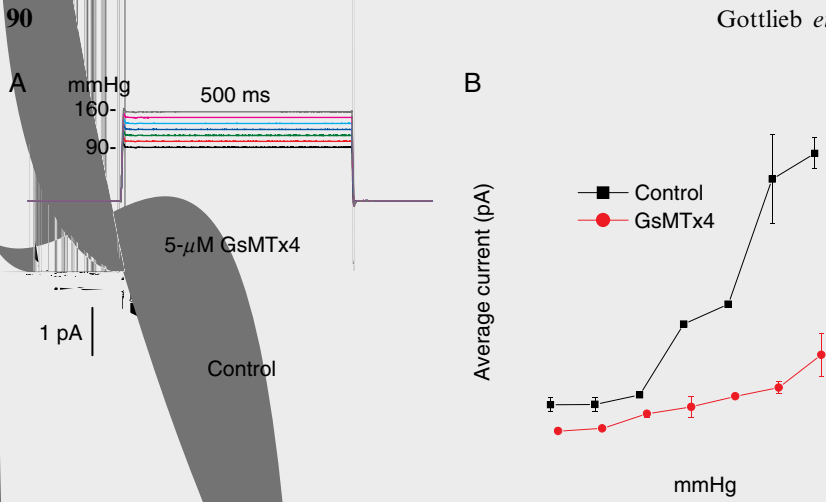 90
Gottlieb e
A
mmHg
160-
500 ms
90-
5-μM GsMTx4
1 pA
Control
B
Control
GsMTx4
Average current (pA)
mmHg